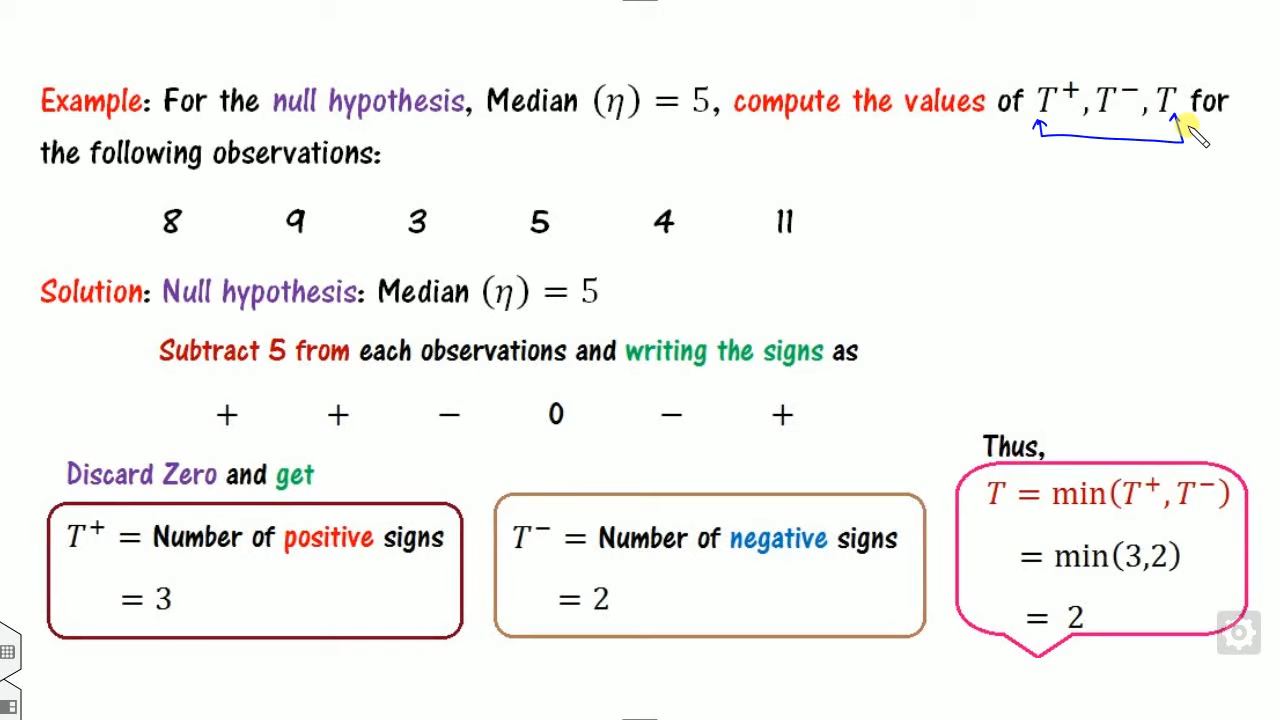 Example: For the null hypothesis, Median (η) = 5, compute the values of T⁺, T⁻, T for
the following observations:
8 9 3 5 4 11
Solution: Null hypothesis: Median (η) = 5
Subtract 5 from each observations and writing the signs as
+ + − 0 − +
Discard Zero and get
T⁺ = Number of positive signs
= 3
T⁻ = Number of negative signs
= 2
Thus,
T = min(T⁺, T⁻)
= min(3,2)
= 2